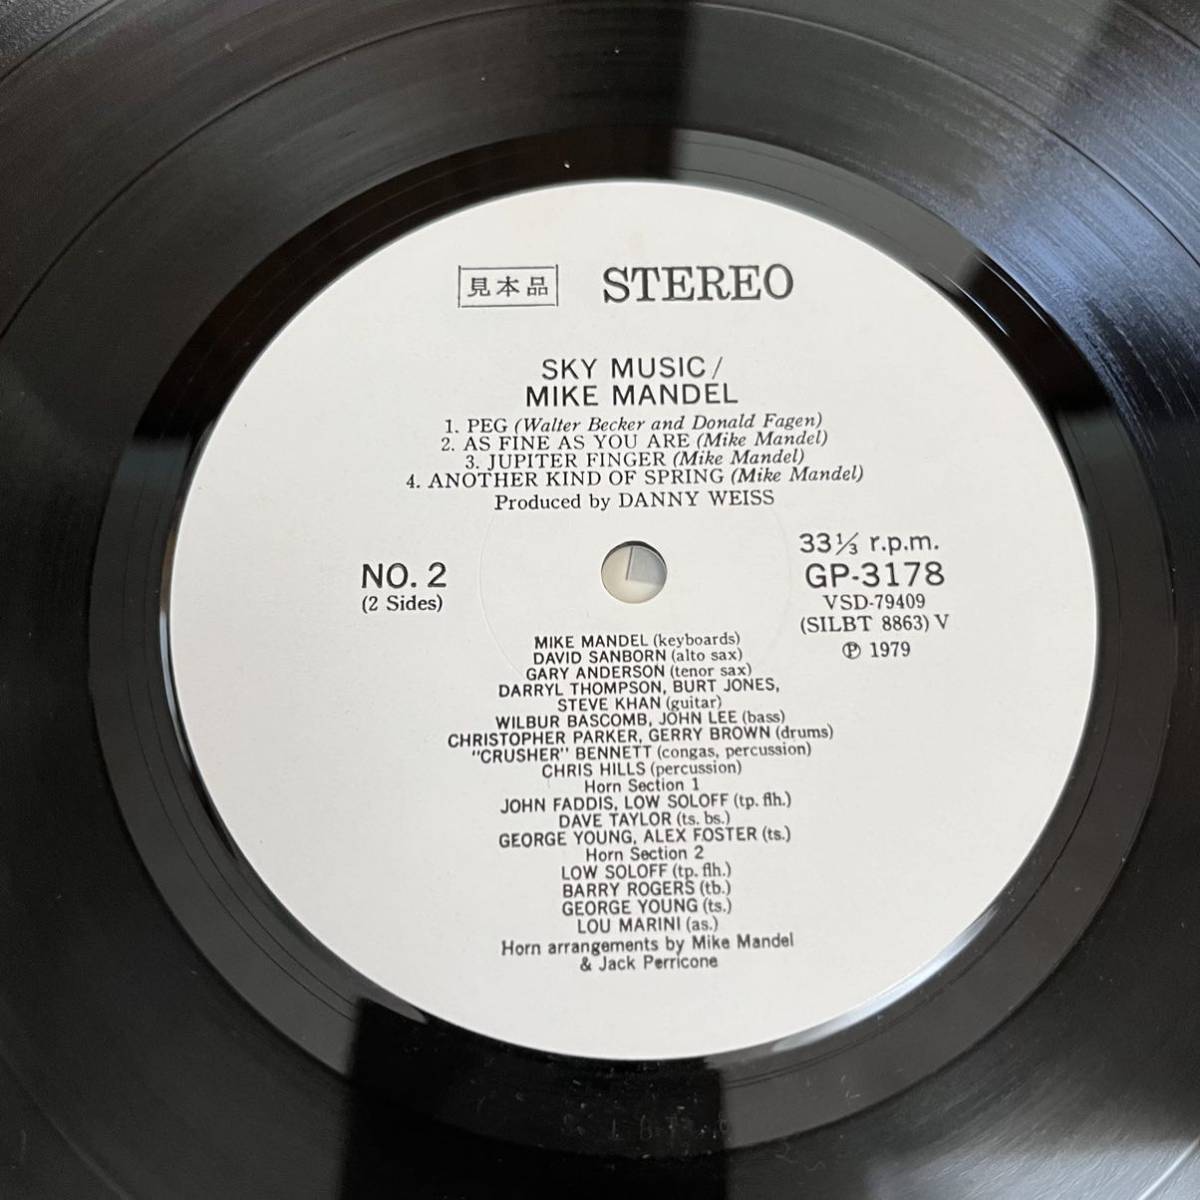 見本品 STEREO
SKY MUSIC/
MIKE MANDEL
1. PEG (Walter Becker and Donald Fagen)
2. AS FINE AS YOU ARE (Mike Mandel)
3. JUPITER FINGER (Mike Mandel)
4. ANOTHER KIND OF SPRING (Mike Mandel)
Produced by DANNY WEISS
NO. 2
(2 Sides)
33⅓ r.p.m.
GP-3178
VSD-79409
(SILBT 8863) V
℗ 1979
MIKE MANDEL (keyboards)
DAVID SANBORN (alto sax)
GARY ANDERSON (tenor sax)
DARRYL THOMPSON, BURT JONES,
STEVE KHAN (guitar)
WILBUR BASCOMB, JOHN LEE (bass)
CHRISTOPHER PARKER, GERRY BROWN (drums)
"CRUSHER" BENNETT (congas, percussion)
CHRIS HILLS (percussion)
Horn Section 1
JOHN FADDIS, LOW SOLOFF (tp. flh.)
DAVE TAYLOR (ts. bs.)
GEORGE YOUNG, ALEX FOSTER (ts.)
Horn Section 2
LOW SOLOFF (tp. flh.)
BARRY ROGERS (tb.)
GEORGE YOUNG (ts.)
LOU MARINI (as.)
Horn arrangements by Mike Mandel
& Jack Perricone